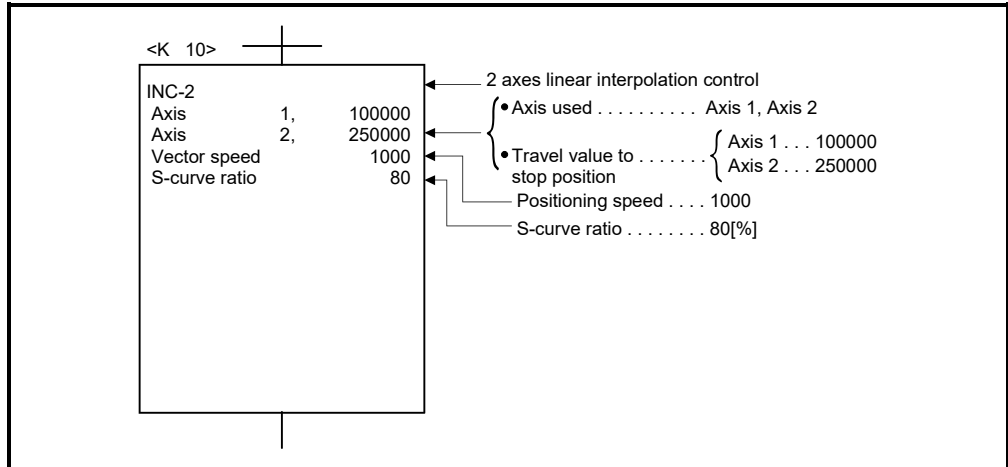 <K 10>
INC-2
Axis 1, 100000
Axis 2, 250000
Vector speed 1000
S-curve ratio 80
2 axes linear interpolation control
• Axis used . . . . . . . . . . Axis 1, Axis 2
• Travel value to . . . . . . .
stop position
Axis 1 . . . 100000
Axis 2 . . . 250000
Positioning speed . . . . 1000
S-curve ratio . . . . . . . . 80[%]